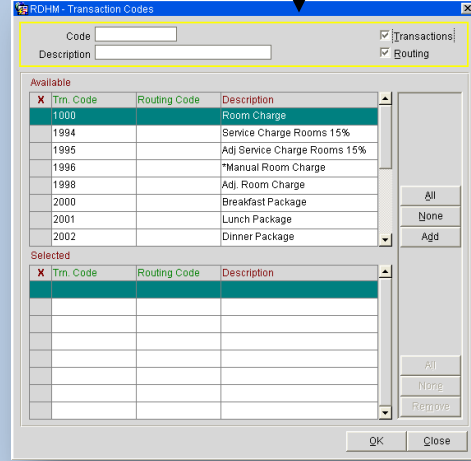 RDHM - Transaction Codes
Code
Transactions
Description
Routing
Available
X Trn. Code Routing Code Description
1000 Room Charge
1994 Service Charge Rooms 15%
1995 Adj Service Charge Rooms 15%
1996 *Manual Room Charge
1998 Adj. Room Charge
2000 Breakfast Package
2001 Lunch Package
2002 Dinner Package
All
None
Add
Selected
X Trn. Code Routing Code Description
All
None
Remove
OK Close